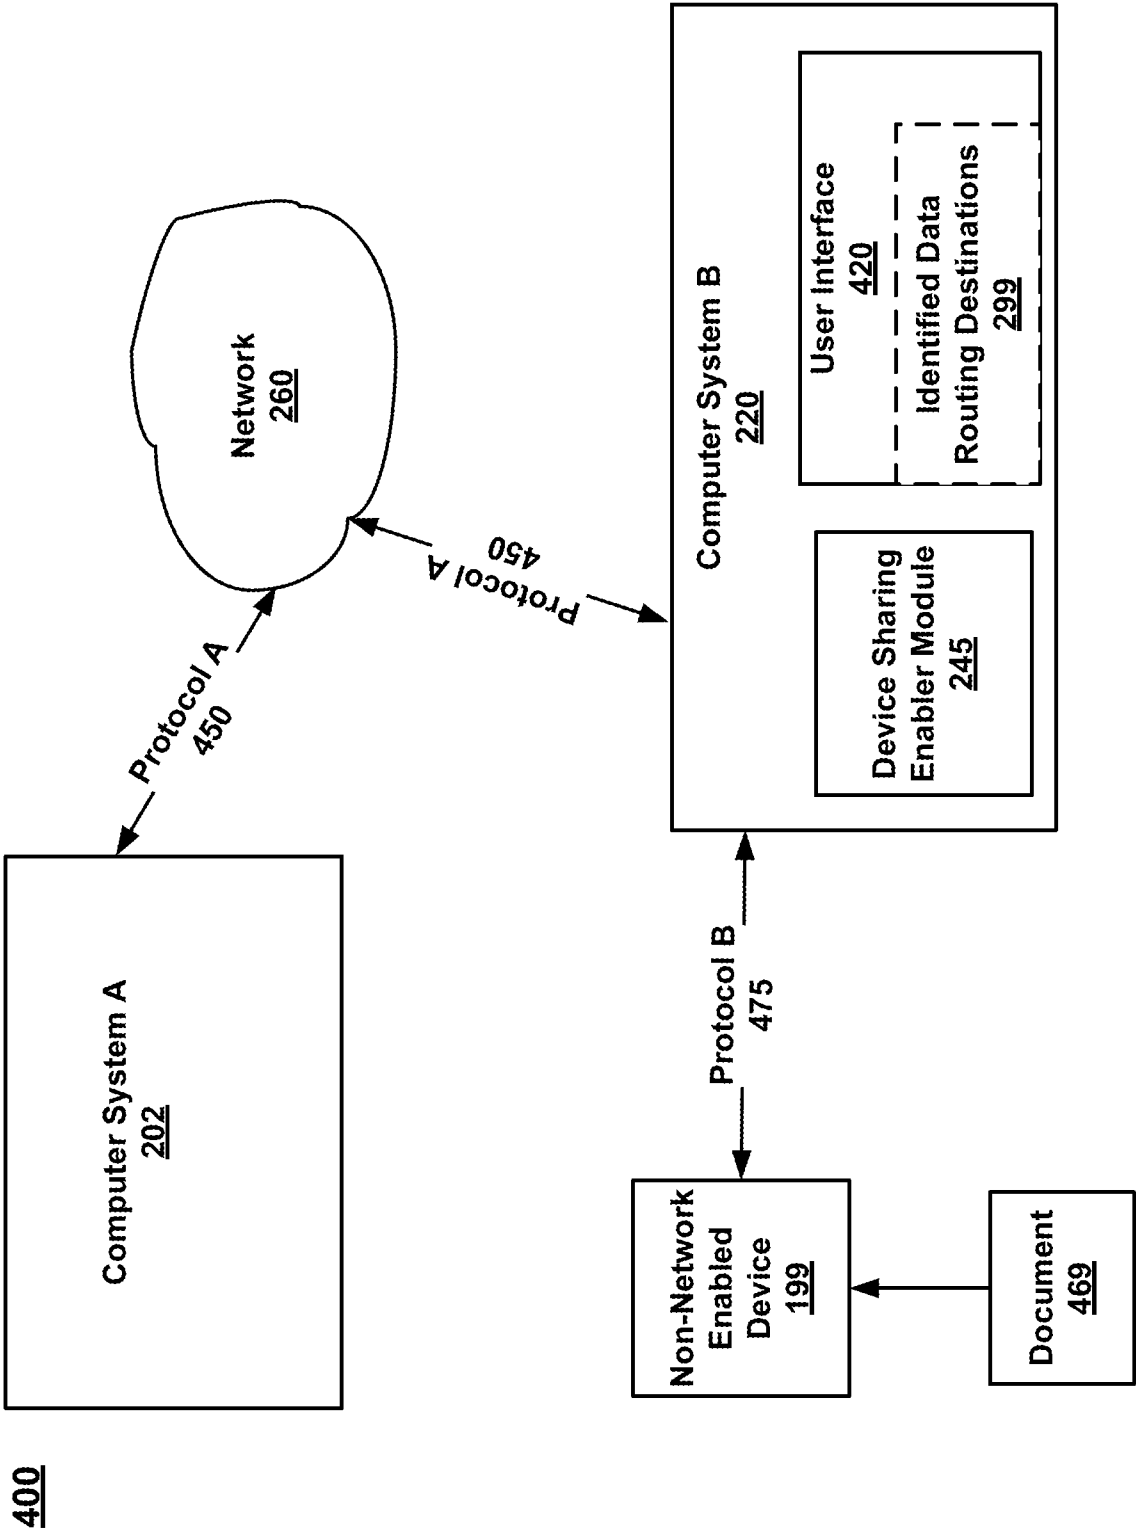 400
Computer System A
202
Protocol A
450
Network
260
Protocol A
450
Non-Network
Enabled
Device
199
Document
469
Protocol B
475
Computer System B
220
Device Sharing
Enabler Module
245
User Interface
420
Identified Data
Routing Destinations
299